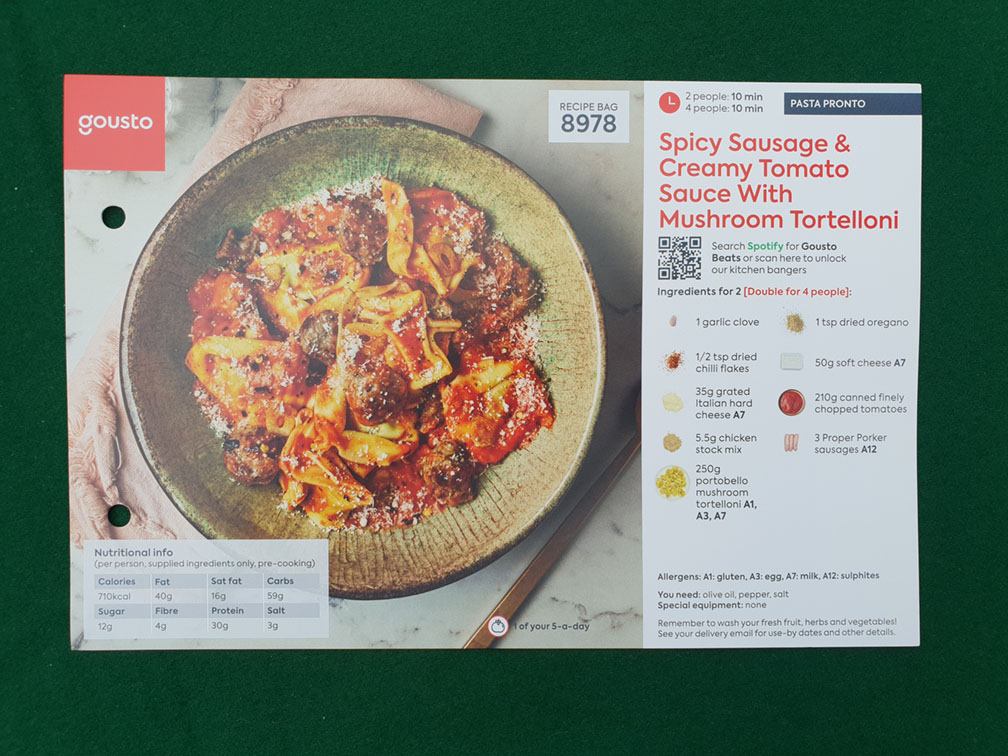 gousto
RECIPE BAG
8978
2 people: 10 min
4 people: 10 min
PASTA PRONTO
Spicy Sausage &
Creamy Tomato
Sauce With
Mushroom Tortelloni
Search Spotify for Gousto
Beats or scan here to unlock
our kitchen bangers
Ingredients for 2 [Double for 4 people]:
1 garlic clove
1 tsp dried oregano
1/2 tsp dried
chilli flakes
50g soft cheese A7
35g grated
Italian hard
cheese A7
210g canned finely
chopped tomatoes
5.5g chicken
stock mix
3 Proper Porker
sausages A12
250g
portobello
mushroom
tortelloni A1,
A3, A7
Allergens: A1: gluten, A3: egg, A7: milk, A12: sulphites
You need: olive oil, pepper, salt
Special equipment: none
Remember to wash your fresh fruit, herbs and vegetables!
See your delivery email for use-by dates and other details.
Nutritional info
(per person, supplied ingredients only, pre-cooking)
Calories Fat Sat fat Carbs
710kcal 40g 16g 59g
Sugar Fibre Protein Salt
12g 4g 30g 3g
1 of your 5-a-day